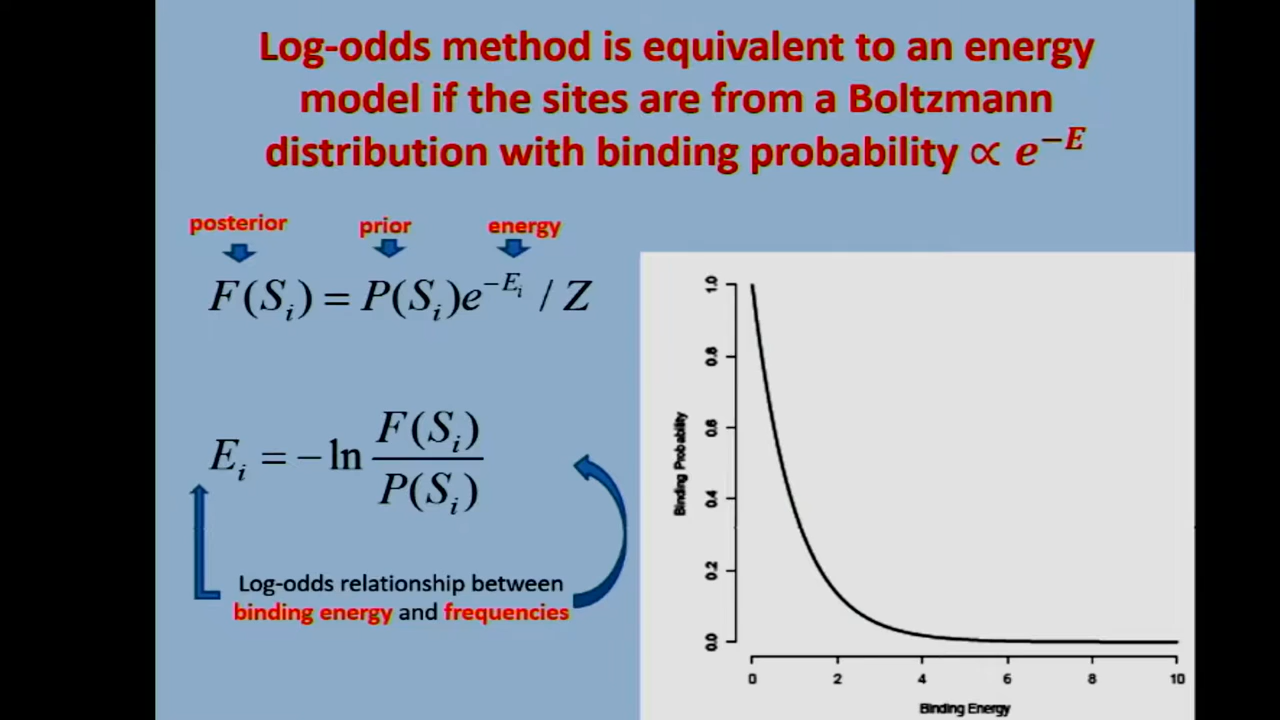 Log-odds method is equivalent to an energy
model if the sites are from a Boltzmann
distribution with binding probability ∝ e^{−E}
posterior prior energy
F(S_i) = P(S_i)e^{−E_i} / Z
E_i = −ln F(S_i) / P(S_i)
Log-odds relationship between
binding energy and frequencies
1.0
0.8
0.6
0.4
0.2
0.0
Binding Probability
0 2 4 6 8 10
Binding Energy